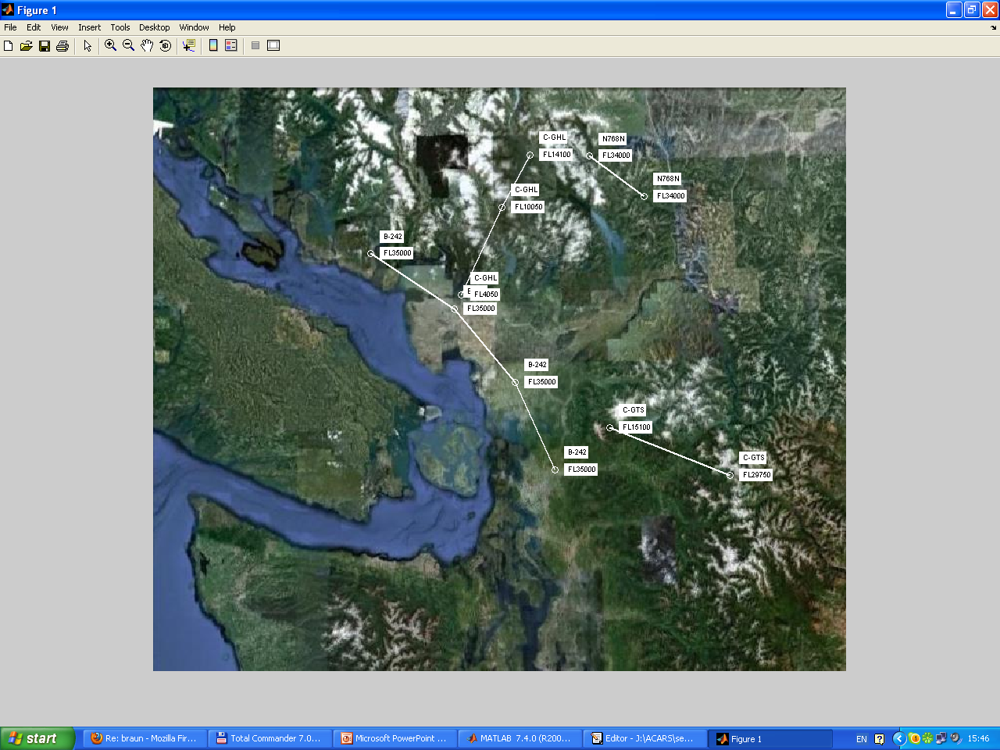 Figure 1
File Edit View Insert Tools Desktop Window Help
C-GHL
FL14100
N768N
FL34000
N768N
FL34000
C-GHL
FL10050
B-242
FL35000
C-GHL
FL4050
FL35000
B-242
FL35000
C-GTS
FL15100
B-242
FL35000
C-GTS
FL29750
start Re: braun - Mozilla Fir... Total Commander 7.0... Microsoft PowerPoint ... MATLAB 7.4.0 (R200... Editor - J:\ACARS\se... Figure 1 EN 15:46